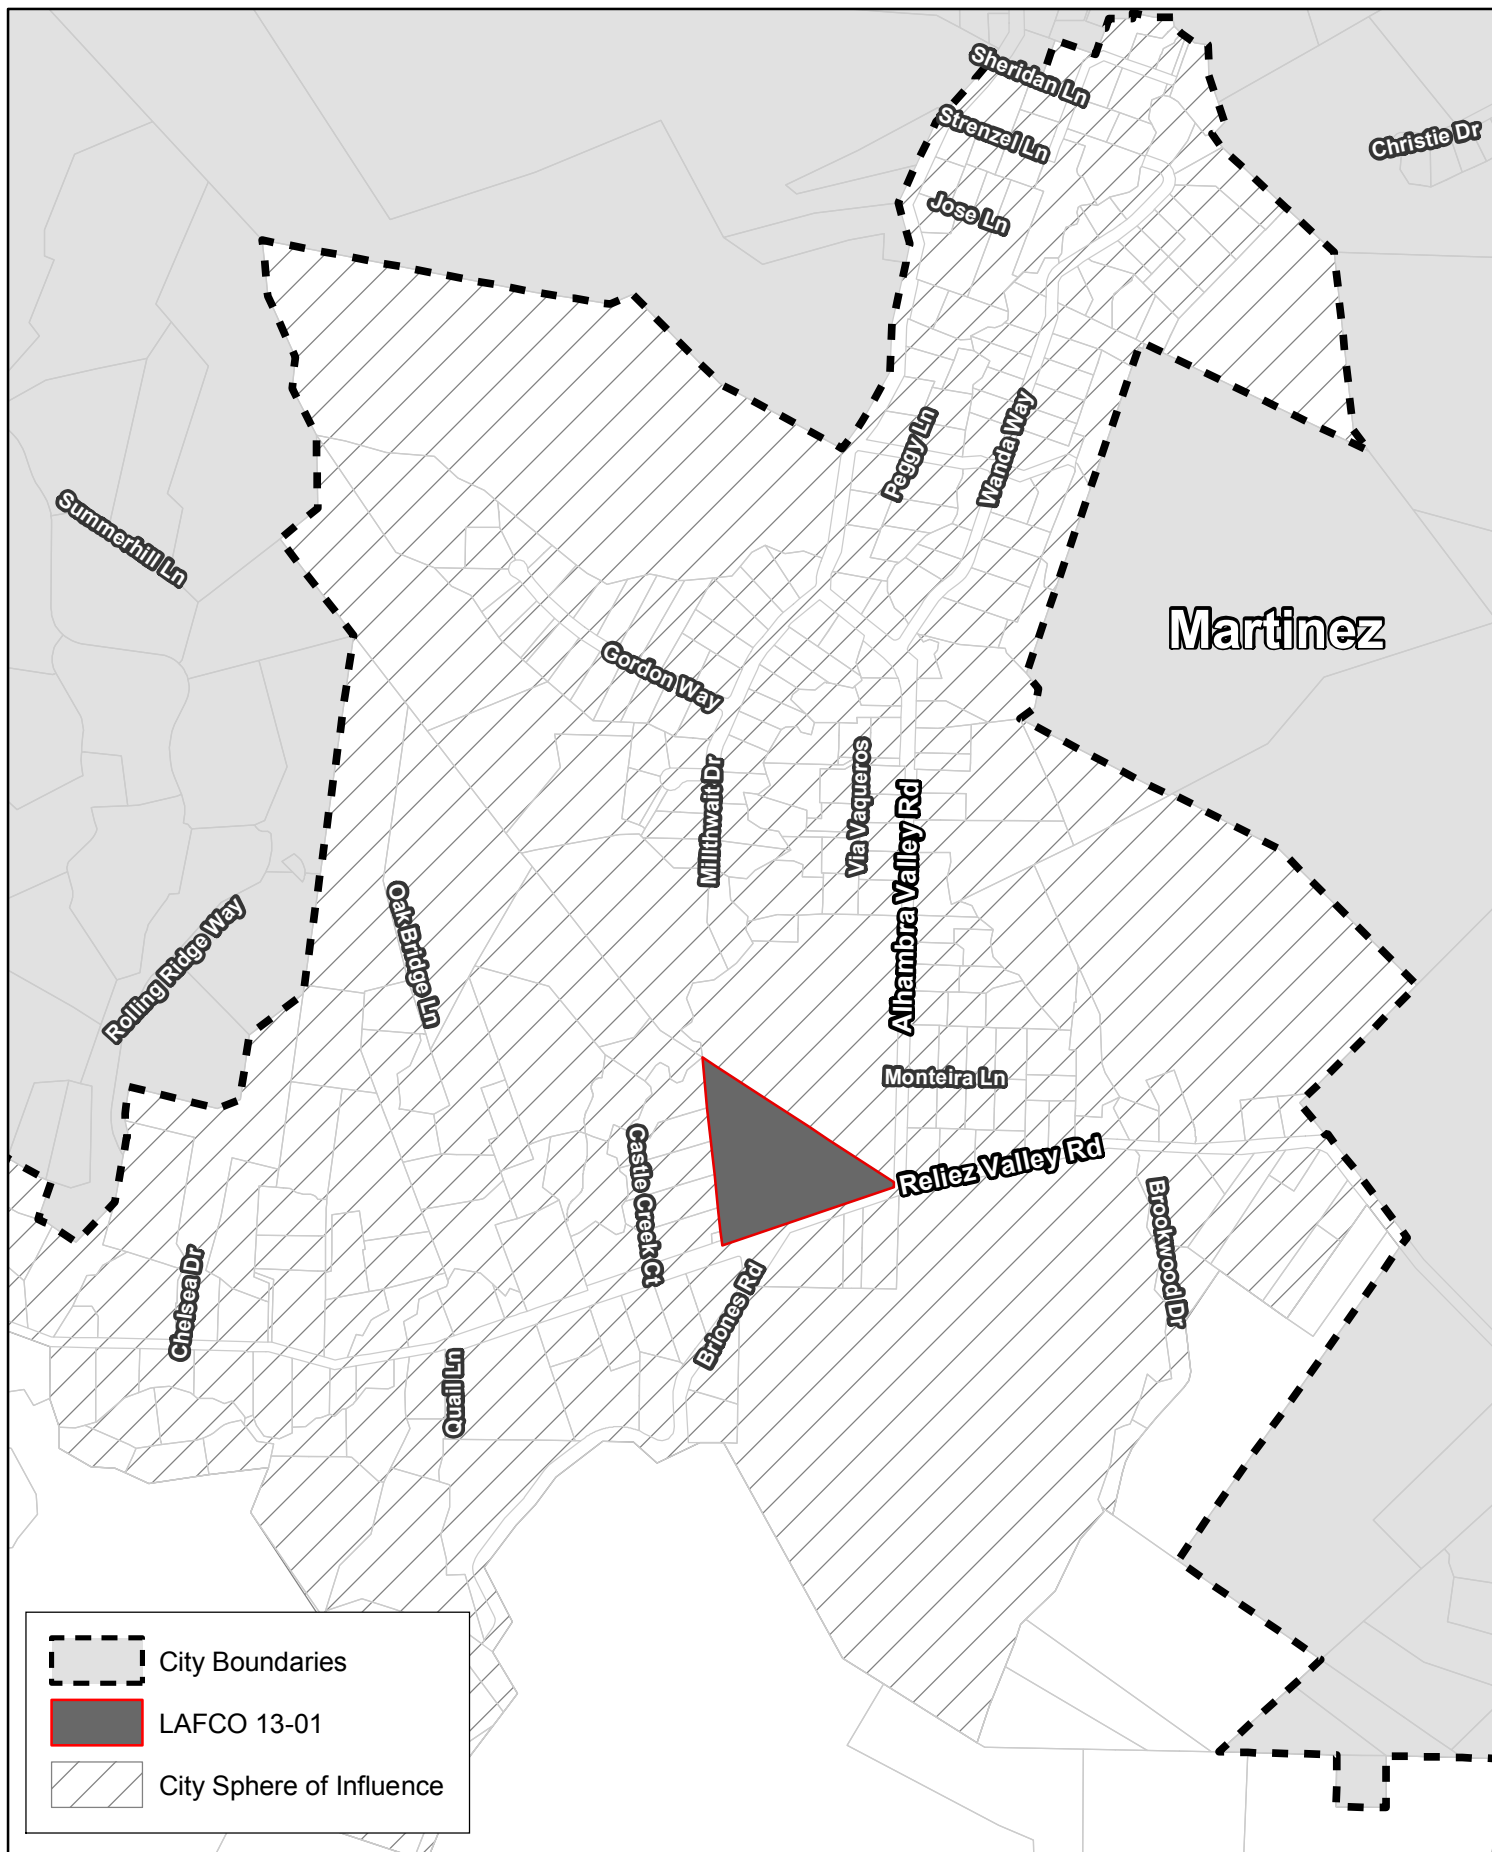 Sheridan Ln
Strenzel Ln
Christie Dr
Jose Ln
Peggy Ln
Wanda Way
Summerhill Ln
Martinez
Gordon Way
Millthwait Dr
Via Vaqueros
Alhambra Valley Rd
Oak Bridge Ln
Rolling Ridge Way
Monteira Ln
Castle Creek Ct
Reliez Valley Rd
Brookwood Dr
Chelsea Dr
Briones Rd
Quail Ln
City Boundaries
LAFCO 13-01
City Sphere of Influence